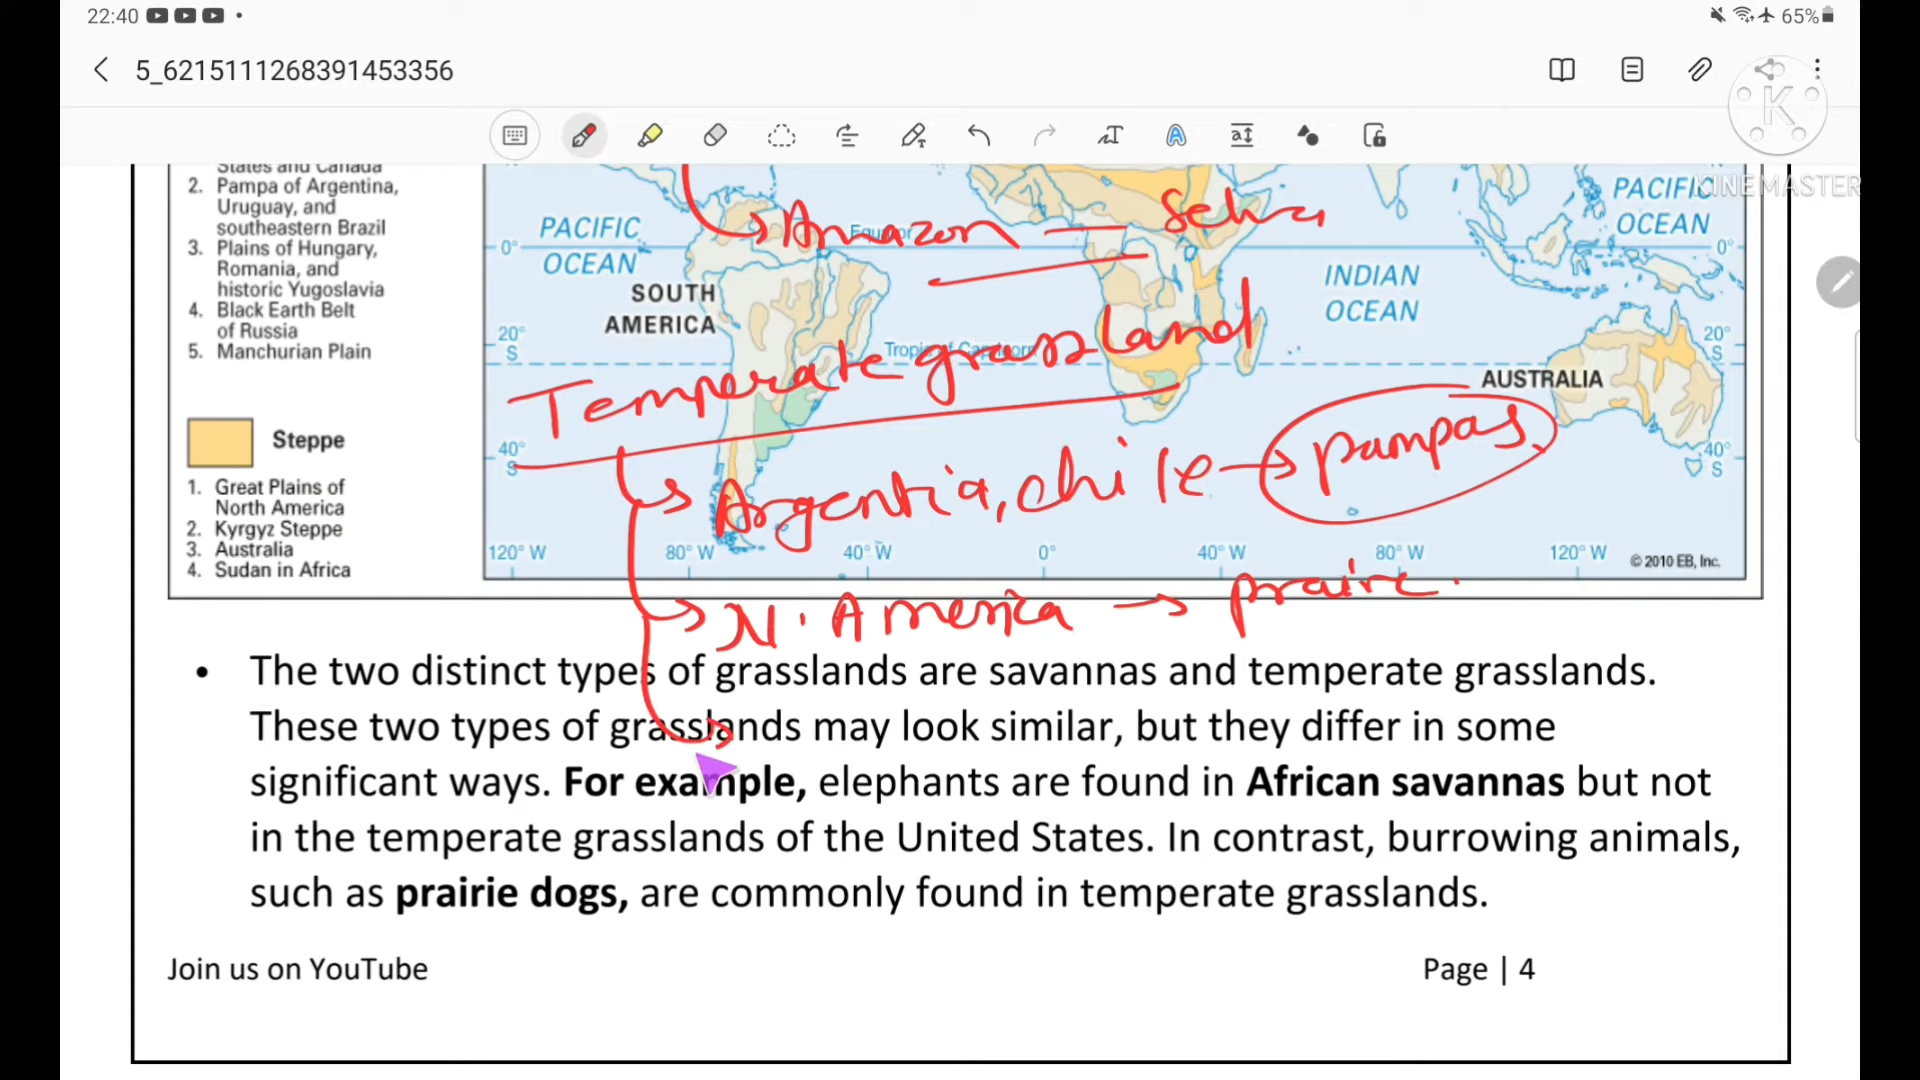 22:40
65%
5_6215111268391453356
K
KINEMASTER
States and Canada
2. Pampa of Argentina,
Uruguay, and
southeastern Brazil
3. Plains of Hungary,
Romania, and
historic Yugoslavia
4. Black Earth Belt
of Russia
5. Manchurian Plain
Steppe
1. Great Plains of
North America
2. Kyrgyz Steppe
3. Australia
4. Sudan in Africa
PACIFIC
OCEAN
SOUTH
AMERICA
Equator
Tropic of Capricorn
INDIAN
OCEAN
PACIFIC
OCEAN
AUSTRALIA
0°
20°
S
40°
S
0°
20°
S
40°
S
120° W
80° W
40° W
0°
40° W
80° W
120° W
© 2010 EB, Inc.
Amazon — Selva
Temperate grassland
Argentia, chile → pampas
N. America → prairie.
• The two distinct types of grasslands are savannas and temperate grasslands.
These two types of grasslands may look similar, but they differ in some
significant ways. For example, elephants are found in African savannas but not
in the temperate grasslands of the United States. In contrast, burrowing animals,
such as prairie dogs, are commonly found in temperate grasslands.
Join us on YouTube
Page | 4